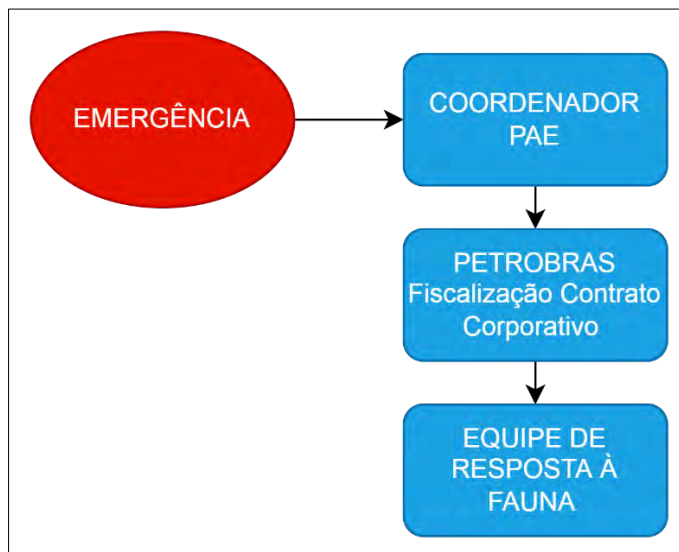 EMERGÊNCIA
COORDENADOR
PAE
PETROBRAS
Fiscalização Contrato
Corporativo
EQUIPE DE
RESPOSTA À
FAUNA